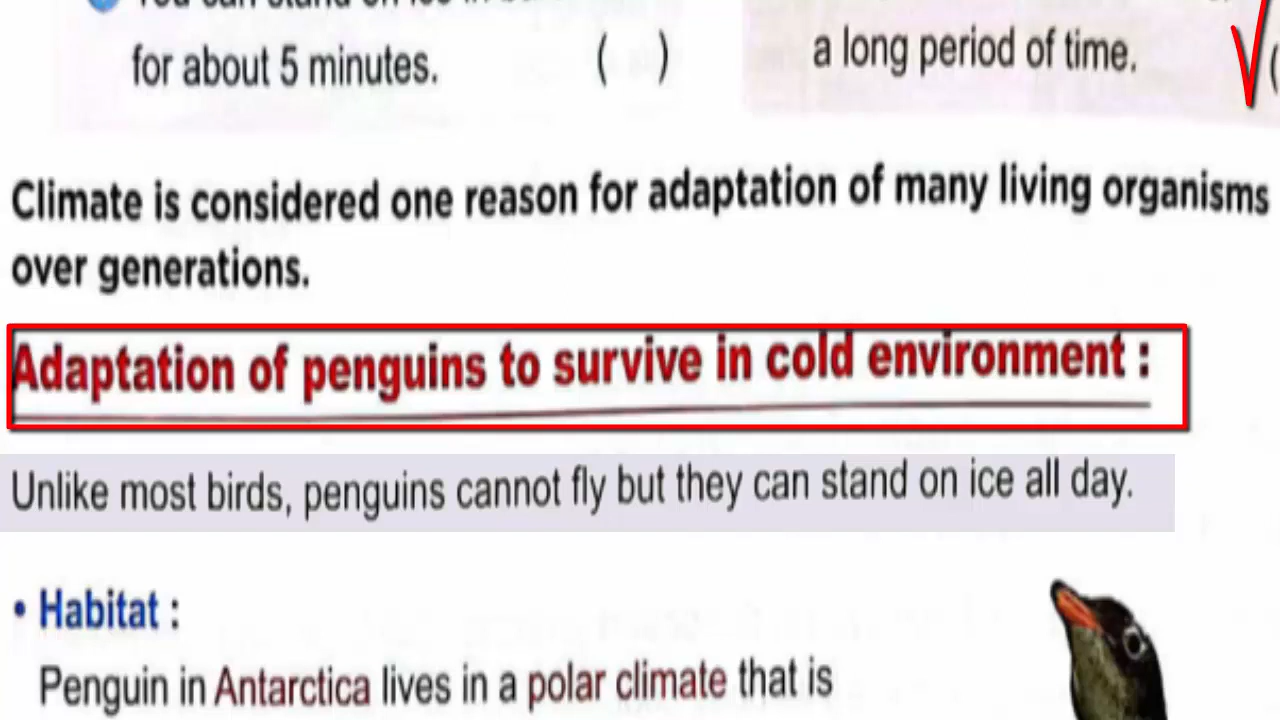 for about 5 minutes. ( )
a long period of time. (
Climate is considered one reason for adaptation of many living organisms
over generations.
Adaptation of penguins to survive in cold environment :
Unlike most birds, penguins cannot fly but they can stand on ice all day.
• Habitat :
Penguin in Antarctica lives in a polar climate that is